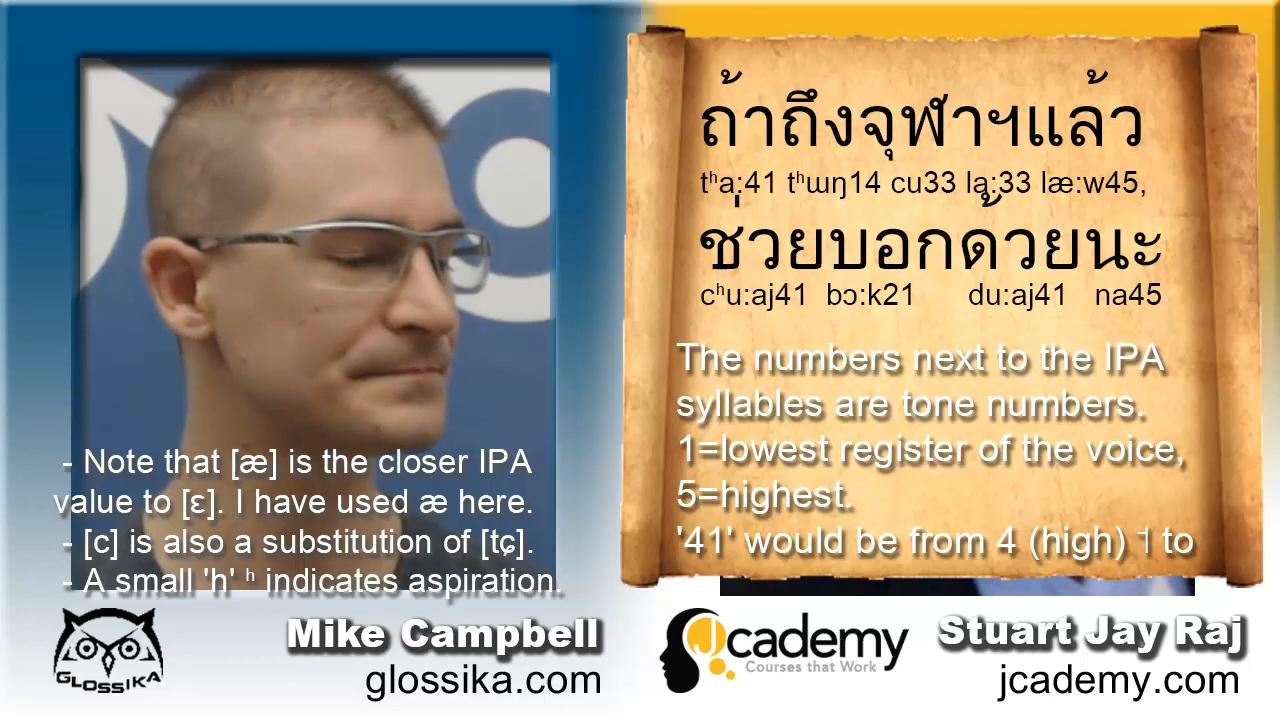 ถ้าถึงจุฬาฯแล้ว
tʰa̤:41 tʰɯŋ14 cu33 la̤:33 læ:w45,
ช่วยบอกด้วยนะ
cʰu:aj41 bɔ:k21 du:aj41 na45
The numbers next to the IPA
syllables are tone numbers.
1=lowest register of the voice,
5=highest.
'41' would be from 4 (high) ˦ to
- Note that [æ] is the closer IPA
value to [ɛ]. I have used æ here.
- [c] is also a substitution of [tɕ].
- A small 'h' ʰ indicates aspiration.
GLOSSIKA
Mike Campbell
glossika.com
Jcademy
Courses that Work
Stuart Jay Raj
jcademy.com